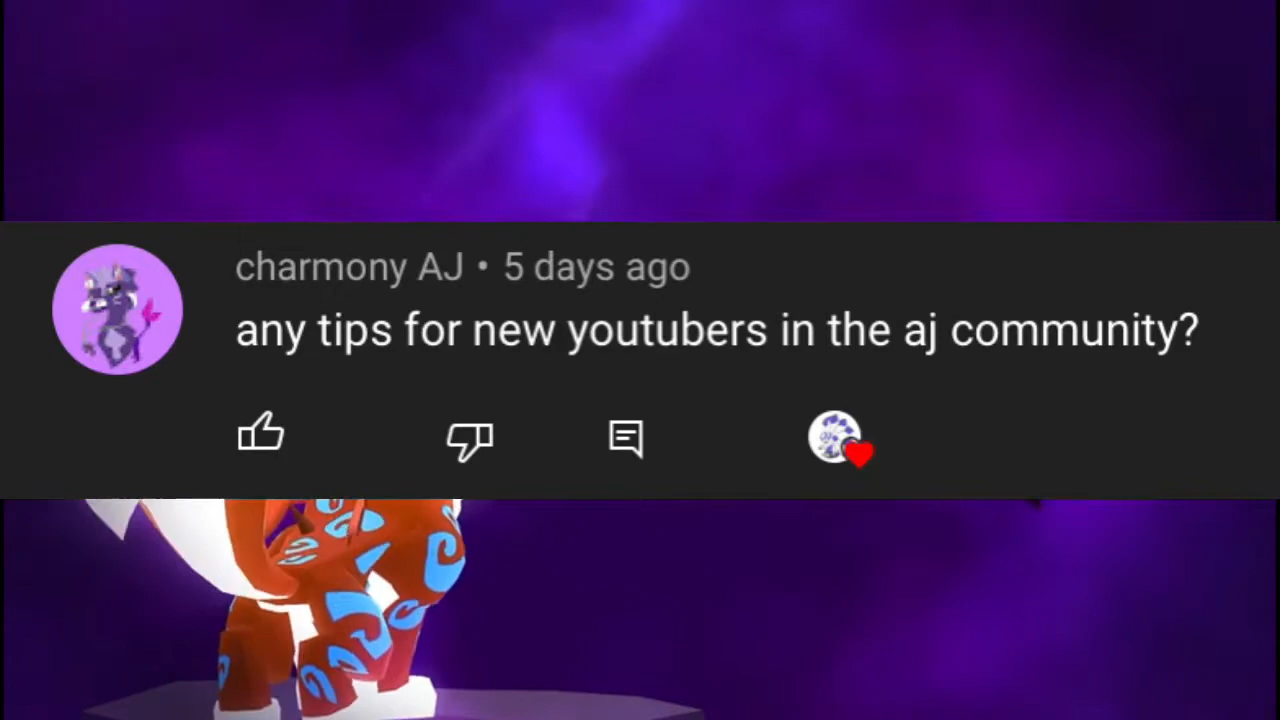 charmony AJ • 5 days ago
any tips for new youtubers in the aj community?